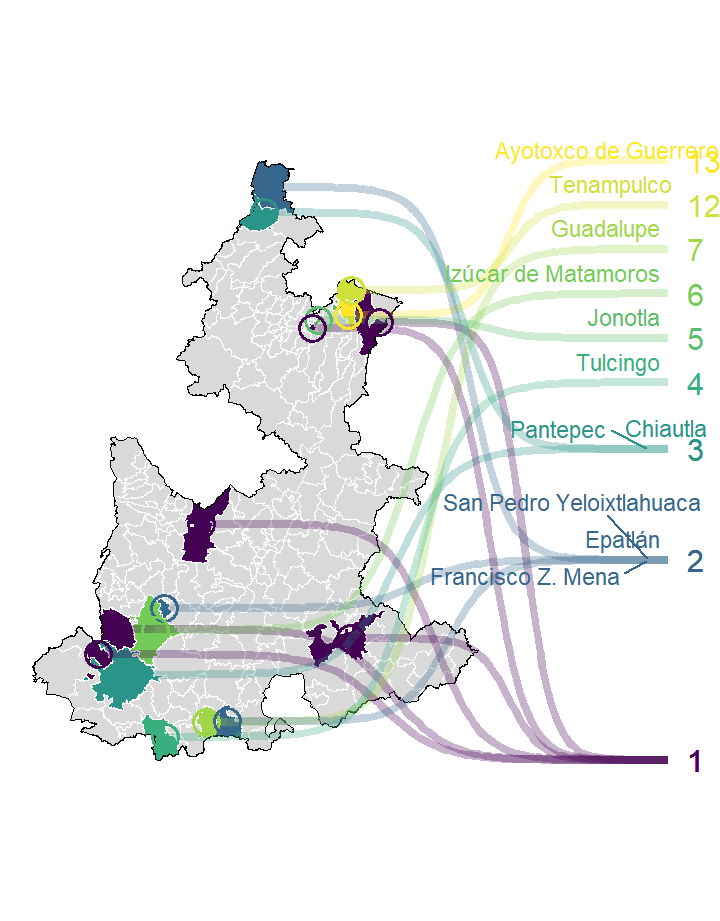 Ayotoxco de Guerrero
13
Tenampulco
12
Guadalupe
7
Izúcar de Matamoros
6
Jonotla
5
Tulcingo
4
Pantepec
Chiautla
3
San Pedro Yeloixtlahuaca
Epatlán
2
Francisco Z. Mena
1